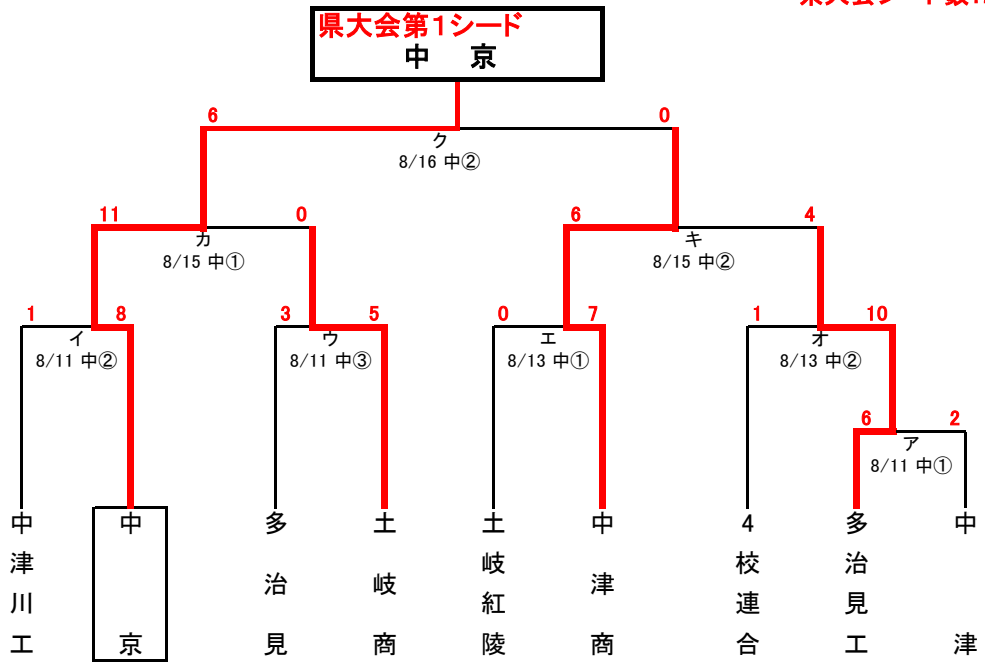 県大会第1シード
中 京
6
0
ク
8/16 中②
11
0
6
4
カ
キ
8/15 中①
8/15 中②
1
8
3
5
0
7
1
10
イ
ウ
エ
オ
8/11 中②
8/11 中③
8/13 中①
8/13 中②
6
2
ア
8/11 中①
中津川工
中京
多治見
土岐商
土岐紅陵
中津商
4校連合
多治見工
中津